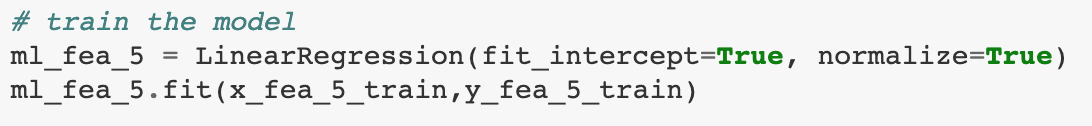 # train the model
ml_fea_5 = LinearRegression(fit_intercept=True, normalize=True)
ml_fea_5.fit(x_fea_5_train,y_fea_5_train)